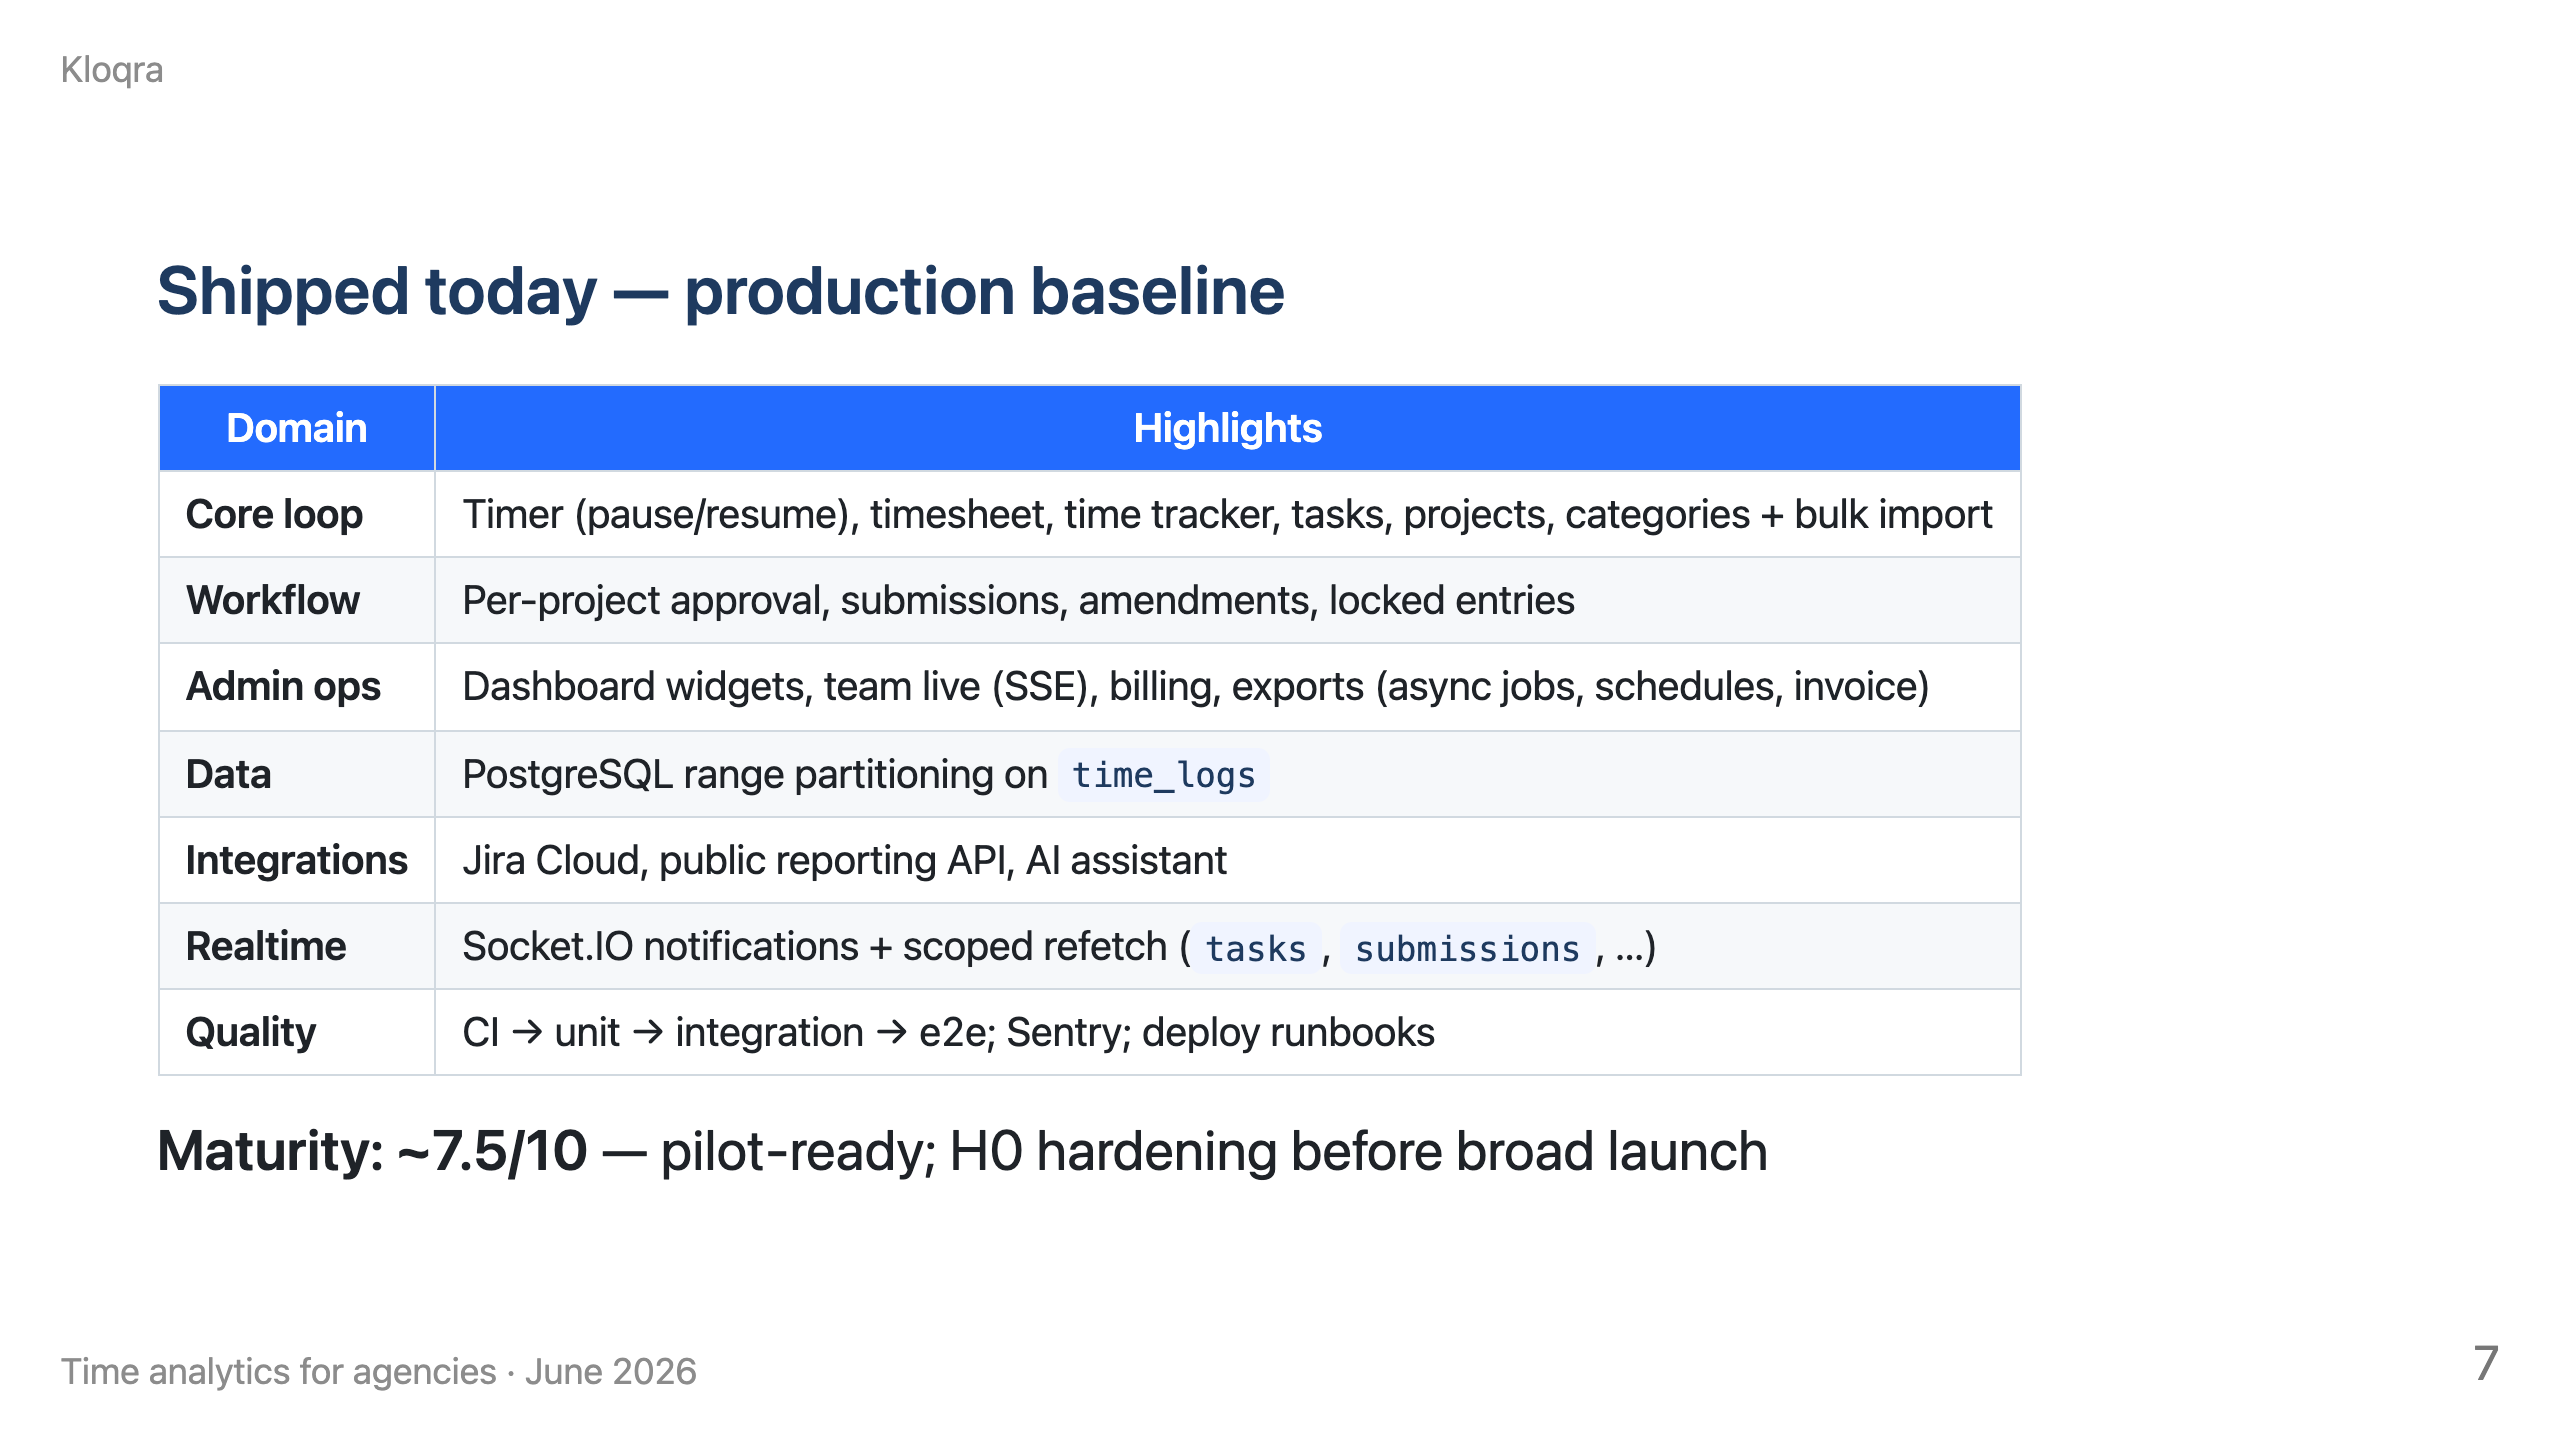 Kloqra
Shipped today — production baseline
Domain Highlights
Core loop Timer (pause/resume), timesheet, time tracker, tasks, projects, categories + bulk import
Workflow Per-project approval, submissions, amendments, locked entries
Admin ops Dashboard widgets, team live (SSE), billing, exports (async jobs, schedules, invoice)
Data PostgreSQL range partitioning on time_logs
Integrations Jira Cloud, public reporting API, AI assistant
Realtime Socket.IO notifications + scoped refetch (tasks, submissions, …)
Quality CI → unit → integration → e2e; Sentry; deploy runbooks
Maturity: ~7.5/10 — pilot-ready; H0 hardening before broad launch
Time analytics for agencies · June 2026
7